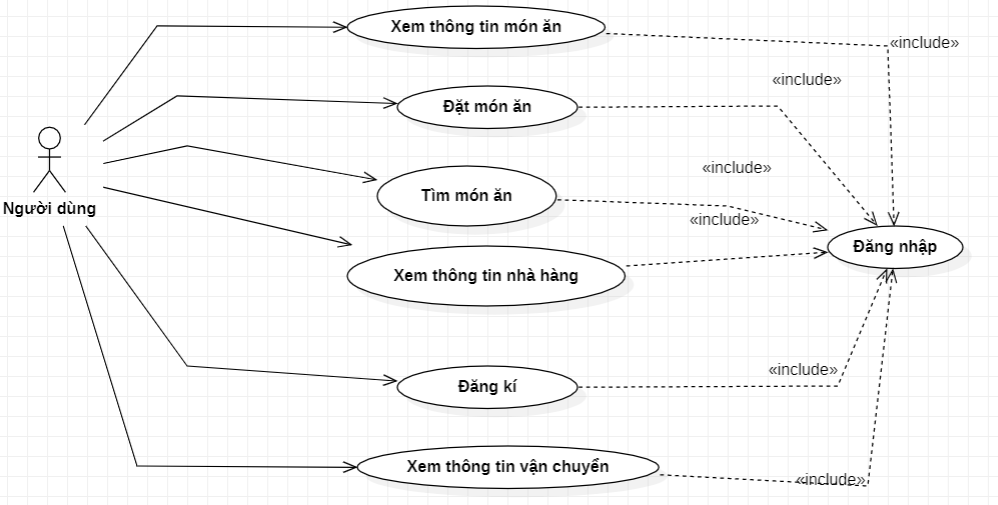 Xem thông tin món ăn
«include»
«include»
Đặt món ăn
«include»
Tìm món ăn
Người dùng
«include»
Đăng nhập
Xem thông tin nhà hàng
«include»
Đăng kí
Xem thông tin vận chuyển
«include»